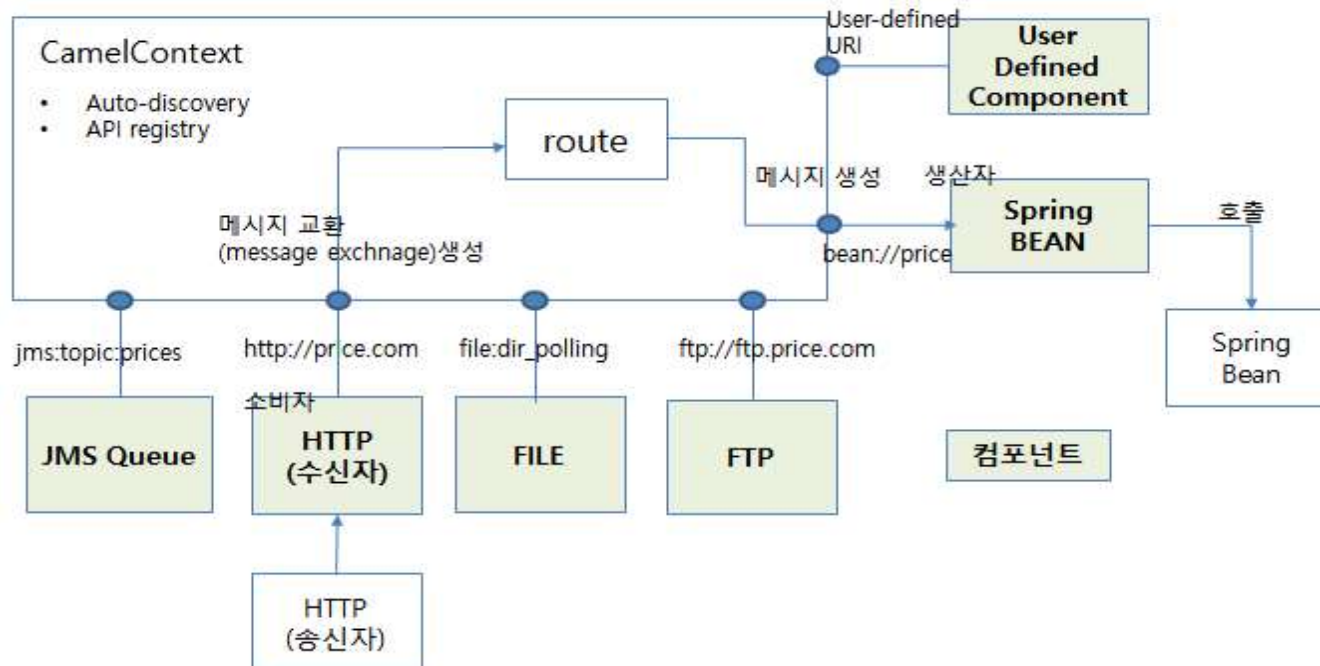 CamelContext
• Auto-discovery
• API registry
route
User-defined
URI
User
Defined
Component
메시지 생성
생산자
bean://price
Spring
BEAN
호출
Spring
Bean
메시지 교환
(message exchnage)생성
jms:topic:prices
http://price.com
file:dir_polling
ftp://ftp.price.com
소비자
JMS Queue
HTTP
(수신자)
FILE
FTP
컴포넌트
HTTP
(송신자)